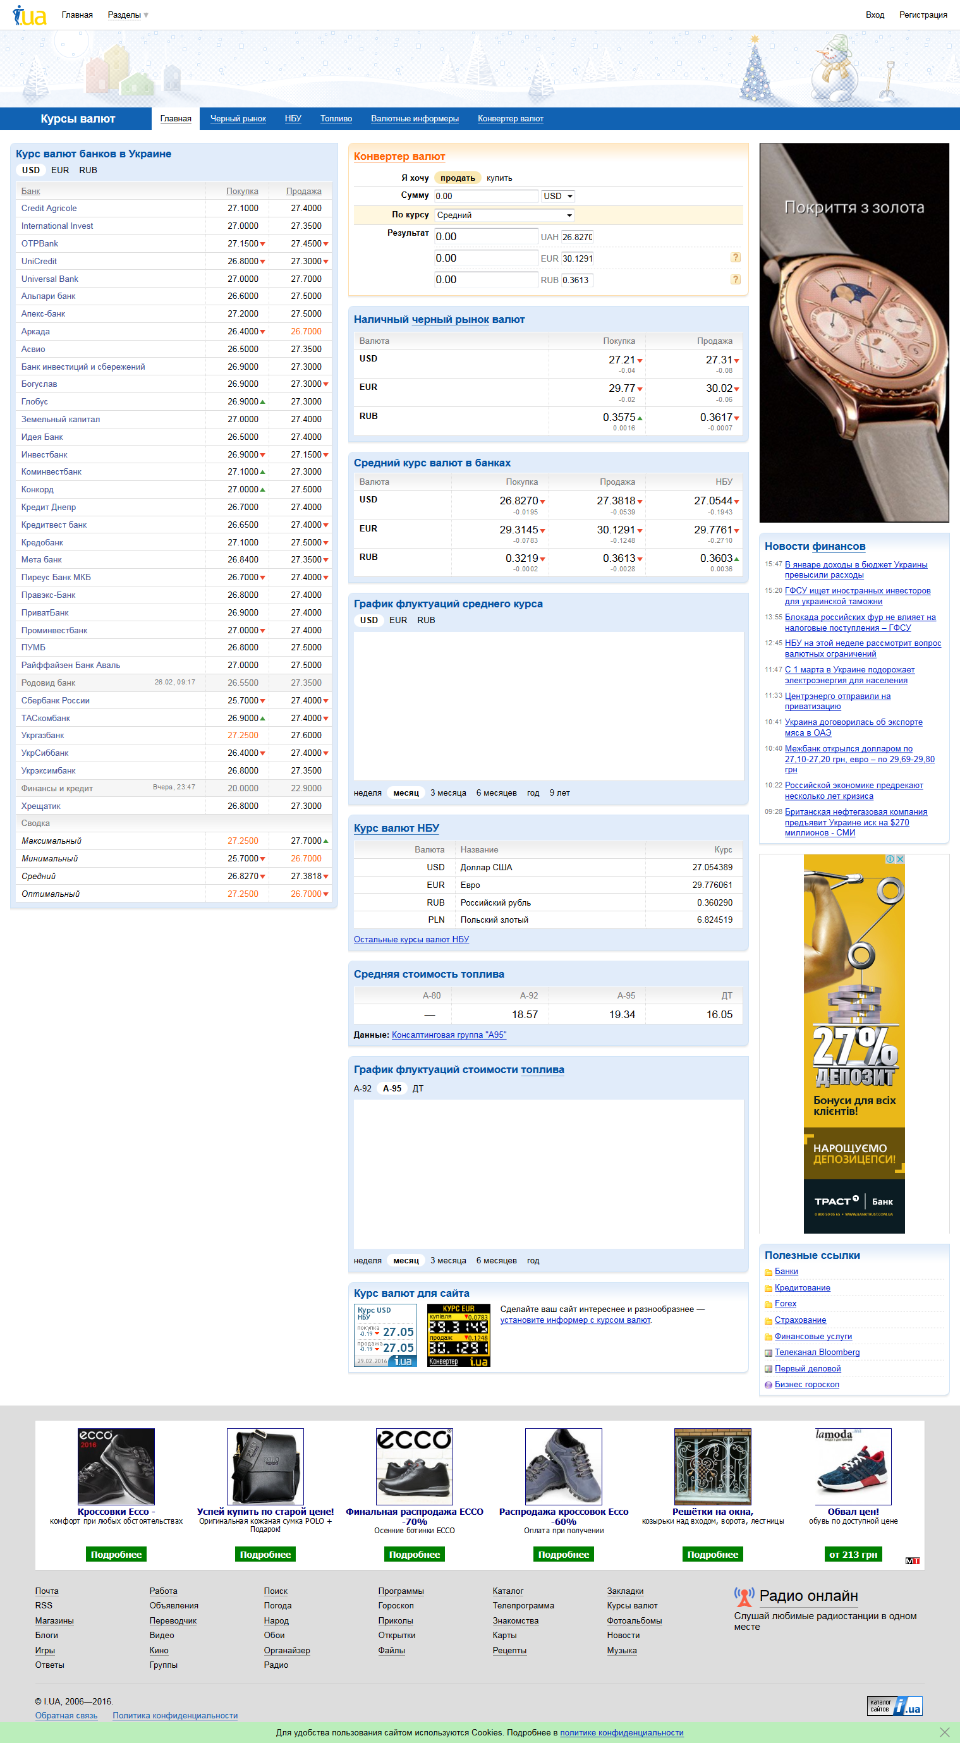 i.ua Главная Разделы Вход Регистрация
Курсы валют Главная Черный рынок НБУ Топливо Валютные информеры Конвертер валют
Курс валют банков в Украине
USD EUR RUB
Банк Покупка Продажа
Credit Agricole 27.1000 27.4000
International Invest 27.0000 27.3500
OTPBank 27.1500 27.4500
UniCredit 26.8000 27.3000
Universal Bank 27.0000 27.7000
Альпари банк 26.6000 27.5000
Апекс-банк 27.2000 27.5000
Аркада 26.4000 26.7000
Асвио 26.5000 27.3500
Банк инвестиций и сбережений 26.9000 27.3000
Богуслав 26.9000 27.3000
Глобус 26.9000 27.3000
Земельный капитал 27.0000 27.4000
Идея Банк 26.5000 27.4000
Инвестбанк 26.9000 27.1500
Коминвестбанк 27.1000 27.3000
Конкорд 27.0000 27.5000
Кредит Днепр 26.7000 27.4000
Кредитвест банк 26.6500 27.4000
Кредобанк 27.1000 27.5000
Мета банк 26.8400 27.3500
Пиреус Банк МКБ 26.7000 27.4000
Правэкс-Банк 26.8000 27.4000
ПриватБанк 26.9000 27.4000
Проминвестбанк 27.0000 27.4000
ПУМБ 26.8000 27.5000
Райффайзен Банк Аваль 27.0000 27.5000
Родовид банк 26.02, 09:17 26.5500 27.3500
Сбербанк России 25.7000 27.4000
ТАСкомбанк 26.9000 27.4000
Укргазбанк 27.2500 27.6000
УкрСиббанк 26.4000 27.4000
Укрэксимбанк 26.8000 27.3500
Финансы и кредит Вчера, 23:47 20.0000 22.9000
Хрещатик 26.8000 27.3000
Сводка
Максимальный 27.2500 27.7000
Минимальный 25.7000 26.7000
Средний 26.8270 27.3818
Оптимальный 27.2500 26.7000
Конвертер валют
Я хочу продать купить
Сумму 0.00 USD
По курсу Средний
Результат 0.00 UAH 26.8270
0.00 EUR 30.1291 ?
0.00 RUB 0.3613 ?
Наличный черный рынок валют
Валюта Покупка Продажа
USD 27.21 27.31
-0.04 -0.08
EUR 29.77 30.02
-0.02 -0.06
RUB 0.3575 0.3617
0.0016 -0.0007
Средний курс валют в банках
Валюта Покупка Продажа НБУ
USD 26.8270 27.3818 27.0544
-0.0195 -0.0539 -0.1943
EUR 29.3145 30.1291 29.7761
-0.0783 -0.1248 -0.2710
RUB 0.3219 0.3613 0.3603
-0.0002 -0.0028 0.0036
График флуктуаций среднего курса
USD EUR RUB
неделя месяц 3 месяца 6 месяцев год 9 лет
Курс валют НБУ
Валюта Название Курс
USD Доллар США 27.054389
EUR Евро 29.776061
RUB Российский рубль 0.360290
PLN Польский злотый 6.824519
Остальные курсы валют НБУ
Средняя стоимость топлива
А-80 А-92 А-95 ДТ
— 18.57 19.34 16.05
Данные: Консалтинговая группа "А95"
График флуктуаций стоимости топлива
А-92 А-95 ДТ
неделя месяц 3 месяца 6 месяцев год
Курс валют для сайта
Курс USD
НБУ
покупка
-0.19 27.05
продажа
-0.19 27.05
29.02.2016 i.ua
КУРС EUR
купівля 0.0783
29.3145
продаж 0.1248
30.1291
Конвертер i.ua
Сделайте ваш сайт интереснее и разнообразнее —
установите информер с курсом валют.
Покриття з золота
Новости финансов
15:47 В январе доходы в бюджет Украины
превысили расходы
15:20 ГФСУ ищет иностранных инвесторов
для украинской таможни
13:55 Блокада российских фур не влияет на
налоговые поступления – ГФСУ
12:45 НБУ на этой неделе рассмотрит вопрос
валютных ограничений
11:47 С 1 марта в Украине подорожает
электроэнергия для населения
11:33 Центрэнерго отправили на
приватизацию
10:41 Украина договорилась об экспорте
мяса в ОАЭ
10:40 Межбанк открылся долларом по
27,10-27,20 грн, евро – по 29,69-29,80
грн
10:22 Российской экономике предрекают
несколько лет кризиса
09:28 Британская нефтегазовая компания
предъявит Украине иск на $270
миллионов - СМИ
27%
ДЕПОЗИТ
Бонуси для всіх
клієнтів!
НАРОЩУЄМО
ДЕПОЗИЦЕПСИ!
ТРАСТ Банк
Полезные ссылки
Банки
Кредитование
Forex
Страхование
Финансовые услуги
Телеканал Bloomberg
Первый деловой
Бизнес гороскоп
ecco
2016
Кроссовки Ecco -
комфорт при любых обстоятельствах
Подробнее
Успей купить по старой цене!
Оригинальная кожаная сумка POLO +
Подарок!
Подробнее
ecco
Финальная распродажа ECCO
-70%
Осенние ботинки ECCO
Подробнее
Распродажа кроссовок Ecco
-60%
Оплата при получении
Подробнее
Решётки на окна,
козырьки над входом, ворота, лестницы
Подробнее
lamoda
Обвал цен!
обувь по доступной цене
от 213 грн
МТ
Почта Работа Поиск Программы Каталог Закладки
RSS Объявления Погода Гороскоп Телепрограмма Курсы валют
Магазины Переводчик Народ Приколы Знакомства Фотоальбомы
Блоги Видео Обои Открытки Карты Новости
Игры Кино Органайзер Файлы Рецепты Музыка
Ответы Группы Радио
Радио онлайн
Слушай любимые радиостанции в одном
месте
© I.UA, 2006—2016.
Обратная связь Политика конфиденциальности
каталог
сайтов i.ua
Для удобства пользования сайтом используются Cookies. Подробнее в политике конфиденциальности